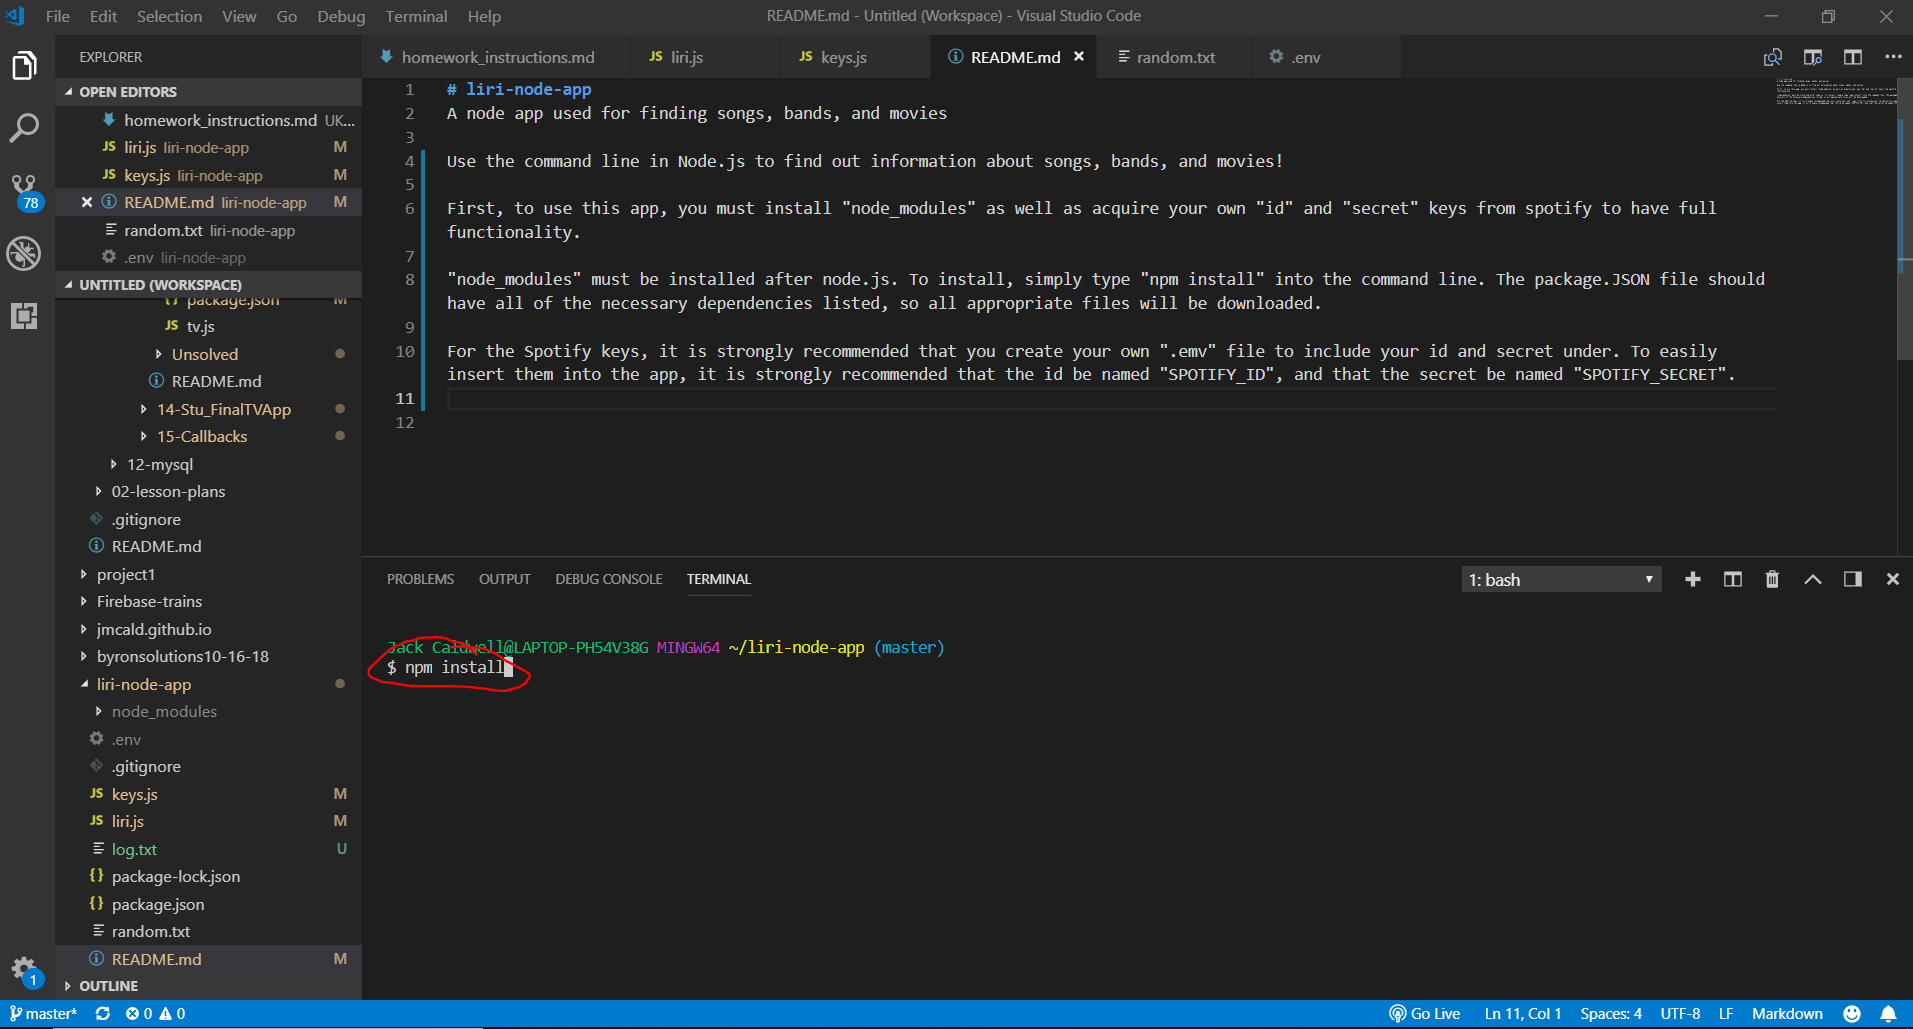 File Edit Selection View Go Debug Terminal Help README.md - Untitled (Workspace) - Visual Studio Code
EXPLORER
homework_instructions.md JS liri.js JS keys.js README.md random.txt .env
OPEN EDITORS
homework_instructions.md UK...
JS liri.js liri-node-app M
JS keys.js liri-node-app M
README.md liri-node-app M
random.txt liri-node-app
.env liri-node-app
UNTITLED (WORKSPACE)
{} package.json M
JS tv.js
Unsolved
README.md
14-Stu_FinalTVApp
15-Callbacks
12-mysql
02-lesson-plans
.gitignore
README.md
project1
Firebase-trains
jmcald.github.io
byronsolutions10-16-18
liri-node-app
node_modules
.env
.gitignore
JS keys.js M
JS liri.js M
log.txt U
{} package-lock.json
{} package.json
random.txt
README.md M
OUTLINE
78
1
1 # liri-node-app
2 A node app used for finding songs, bands, and movies
3
4 Use the command line in Node.js to find out information about songs, bands, and movies!
5
6 First, to use this app, you must install "node_modules" as well as acquire your own "id" and "secret" keys from spotify to have full
functionality.
7
8 "node_modules" must be installed after node.js. To install, simply type "npm install" into the command line. The package.JSON file should
have all of the necessary dependencies listed, so all appropriate files will be downloaded.
9
10 For the Spotify keys, it is strongly recommended that you create your own ".emv" file to include your id and secret under. To easily
insert them into the app, it is strongly recommended that the id be named "SPOTIFY_ID", and that the secret be named "SPOTIFY_SECRET".
11
12
PROBLEMS OUTPUT DEBUG CONSOLE TERMINAL 1: bash
Jack Caldwell@LAPTOP-PH54V38G MINGW64 ~/liri-node-app (master)
$ npm install
master* 0 0 Go Live Ln 11, Col 1 Spaces: 4 UTF-8 LF Markdown